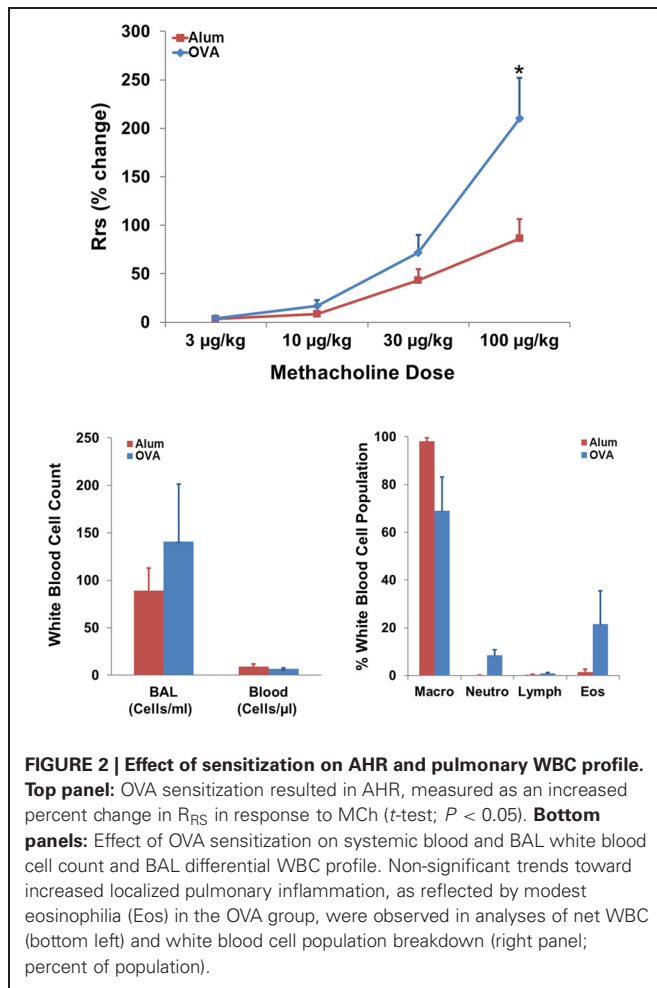 300
250
200
150
100
50
0
Rrs (% change)
Alum
OVA
*
3 µg/kg
10 µg/kg
30 µg/kg
100 µg/kg
Methacholine Dose
250
200
150
100
50
0
White Blood Cell Count
Alum
OVA
BAL
(Cells/ml)
Blood
(Cells/µl)
100
80
60
40
20
0
% White Blood Cell Population
Alum
OVA
Macro
Neutro
Lymph
Eos
FIGURE 2 | Effect of sensitization on AHR and pulmonary WBC profile.
Top panel: OVA sensitization resulted in AHR, measured as an increased
percent change in RRS in response to MCh (t-test; P < 0.05). Bottom
panels: Effect of OVA sensitization on systemic blood and BAL white blood
cell count and BAL differential WBC profile. Non-significant trends toward
increased localized pulmonary inflammation, as reflected by modest
eosinophilia (Eos) in the OVA group, were observed in analyses of net WBC
(bottom left) and white blood cell population breakdown (right panel;
percent of population).